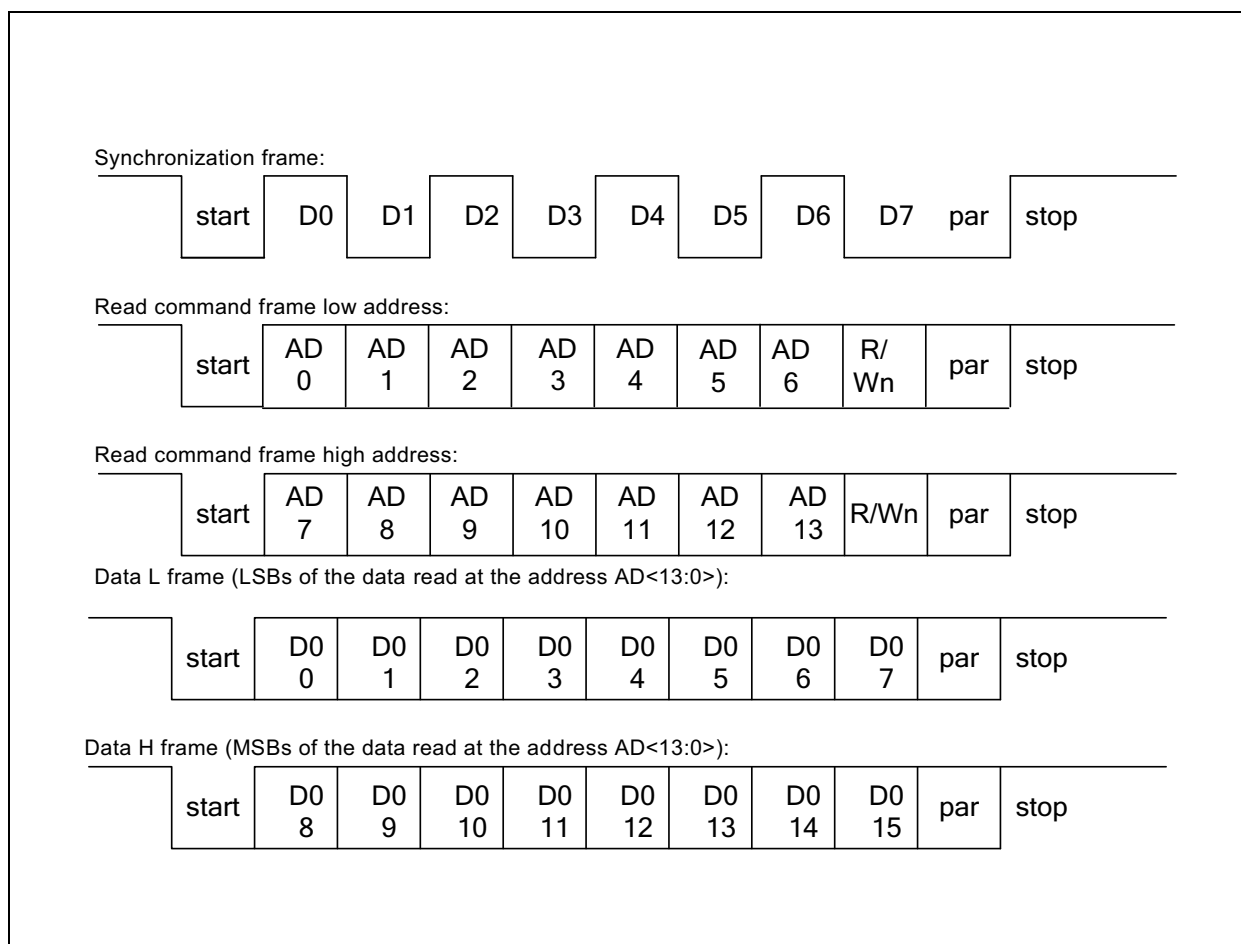 Synchronization frame:
start D0 D1 D2 D3 D4 D5 D6 D7 par stop
Read command frame low address:
start AD 0 AD 1 AD 2 AD 3 AD 4 AD 5 AD 6 R/ Wn par stop
Read command frame high address:
start AD 7 AD 8 AD 9 AD 10 AD 11 AD 12 AD 13 R/Wn par stop
Data L frame (LSBs of the data read at the address AD<13:0>):
start D0 0 D0 1 D0 2 D0 3 D0 4 D0 5 D0 6 D0 7 par stop
Data H frame (MSBs of the data read at the address AD<13:0>):
start D0 8 D0 9 D0 10 D0 11 D0 12 D0 13 D0 14 D0 15 par stop